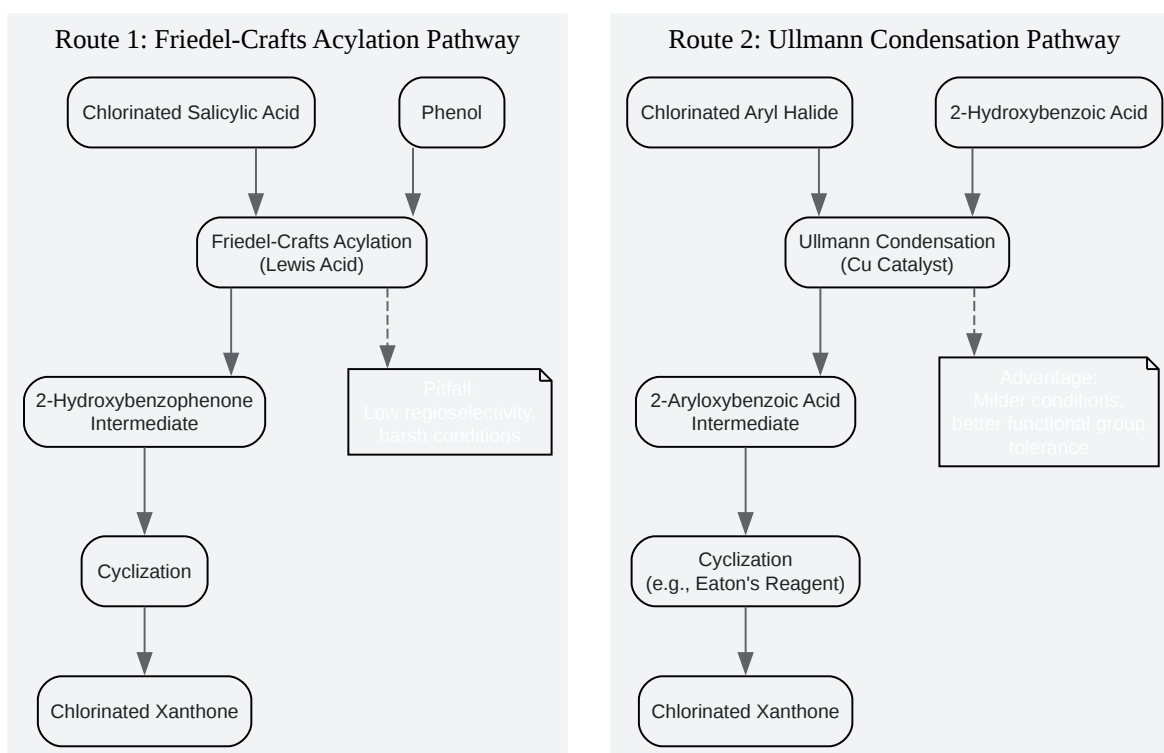 Route 1: Friedel-Crafts Acylation Pathway
Chlorinated Salicylic Acid
Phenol
Friedel-Crafts Acylation
(Lewis Acid)
2-Hydroxybenzophenone
Intermediate
Pitfall:
Low regioselectivity,
harsh conditions
Cyclization
Chlorinated Xanthone
Route 2: Ullmann Condensation Pathway
Chlorinated Aryl Halide
2-Hydroxybenzoic Acid
Ullmann Condensation
(Cu Catalyst)
2-Aryloxybenzoic Acid
Intermediate
Advantage:
Milder conditions,
better functional group
tolerance
Cyclization
(e.g., Eaton's Reagent)
Chlorinated Xanthone